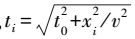 ,t_i = √(t_0^2 + x_i^2 / v^2)